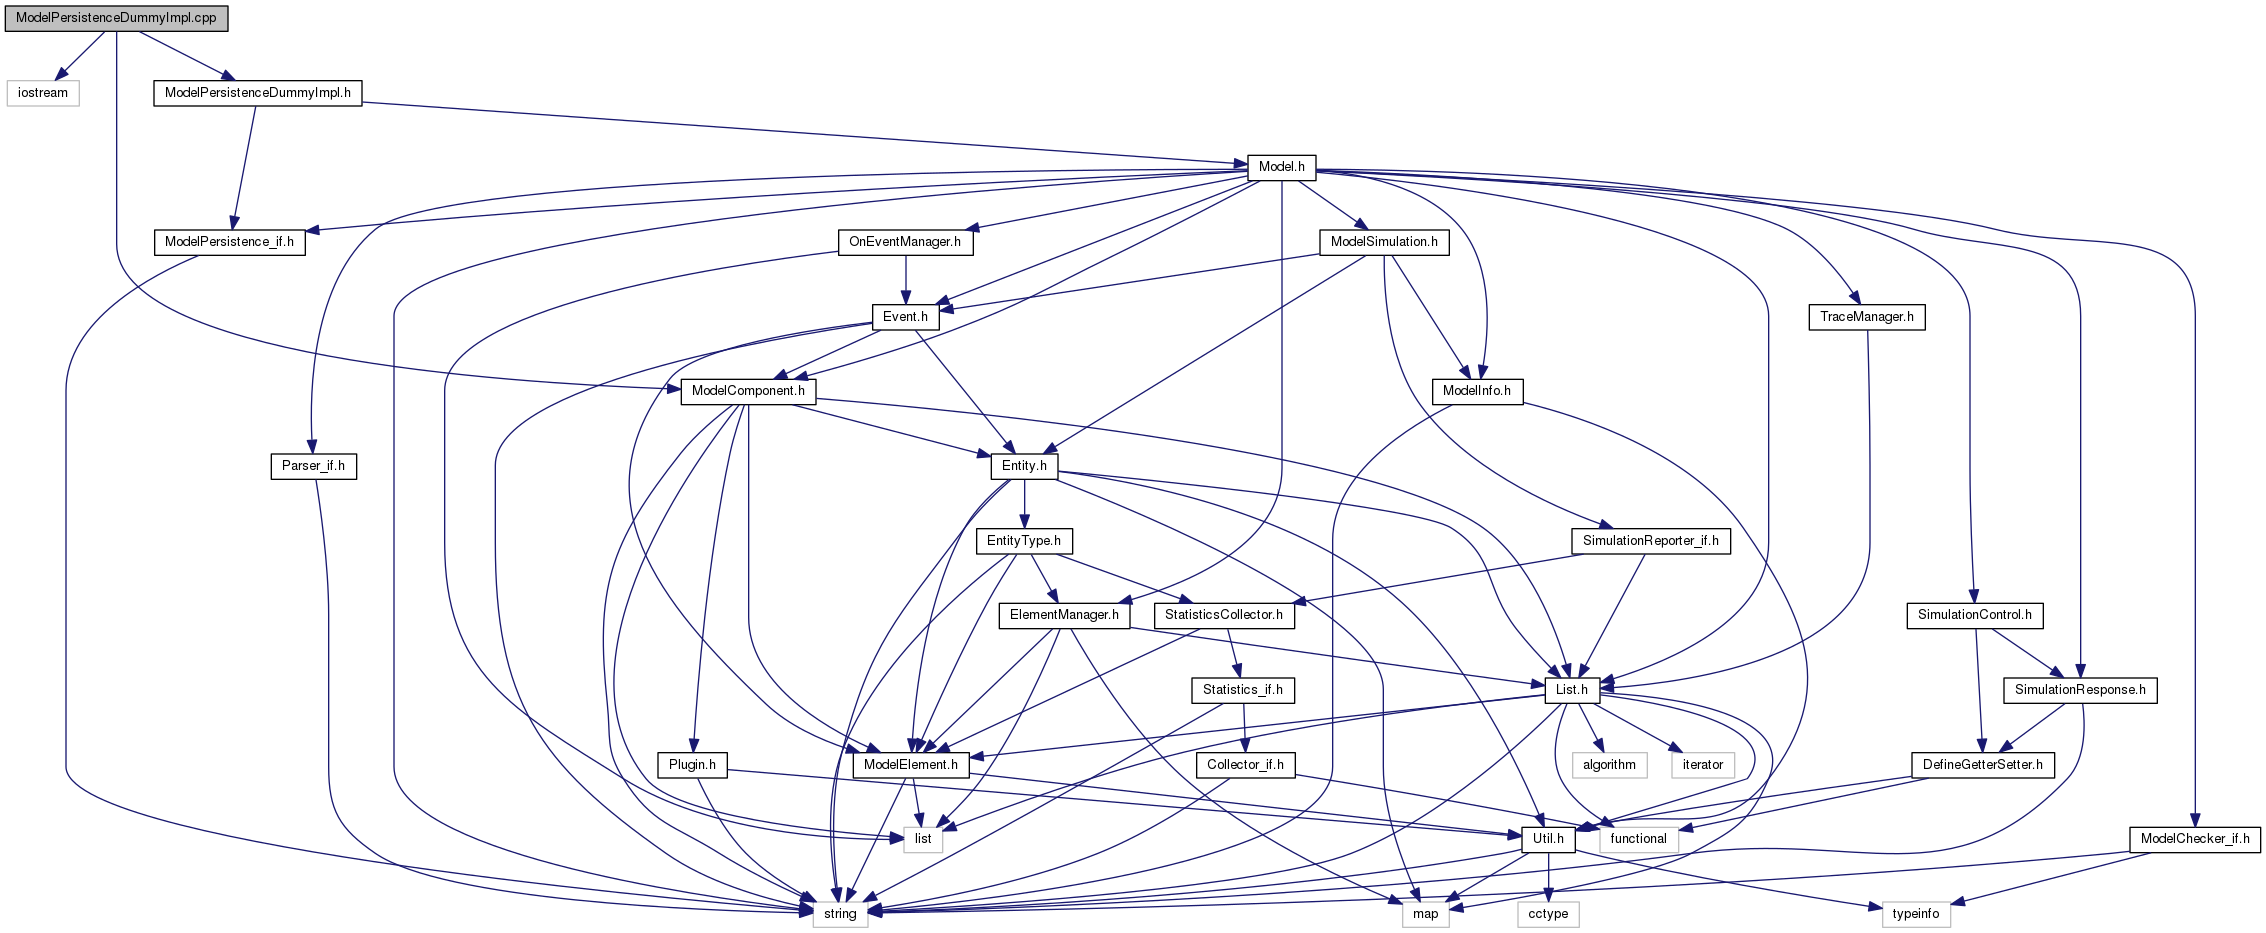 ModelPersistenceDummyImpl.cpp
iostream
ModelPersistenceDummyImpl.h
Model.h
ModelPersistence_if.h
OnEventManager.h
ModelSimulation.h
Event.h
TraceManager.h
ModelComponent.h
ModelInfo.h
Parser_if.h
Entity.h
EntityType.h
SimulationReporter_if.h
ElementManager.h
StatisticsCollector.h
SimulationControl.h
Statistics_if.h
List.h
SimulationResponse.h
Plugin.h
ModelElement.h
Collector_if.h
algorithm
iterator
DefineGetterSetter.h
list
Util.h
functional
ModelChecker_if.h
string
map
cctype
typeinfo